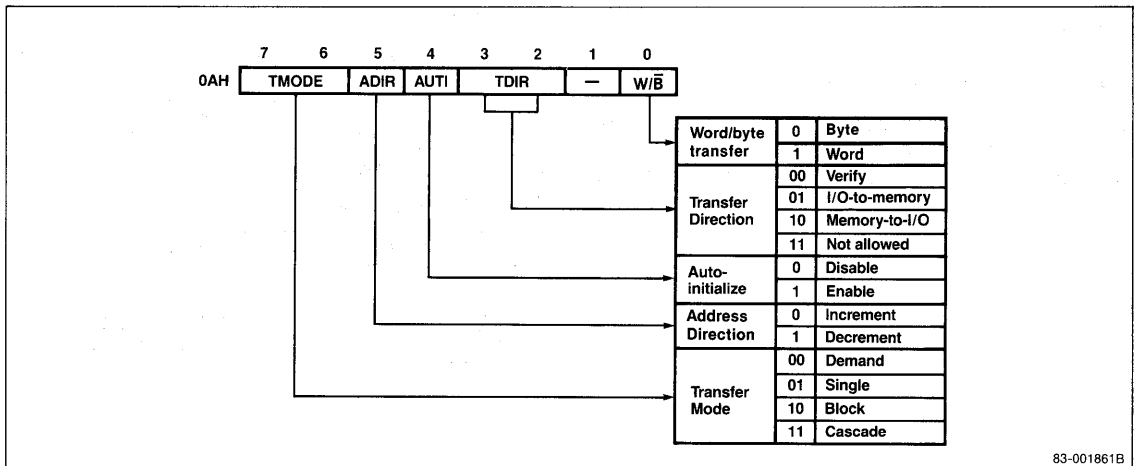 7 6 5 4 3 2 1 0
0AH TMODE ADIR AUTI TDIR — W/B̅
Word/byte transfer 0 Byte
1 Word
Transfer Direction 00 Verify
01 I/O-to-memory
10 Memory-to-I/O
11 Not allowed
Auto-initialize 0 Disable
1 Enable
Address Direction 0 Increment
1 Decrement
Transfer Mode 00 Demand
01 Single
10 Block
11 Cascade
83-001861B